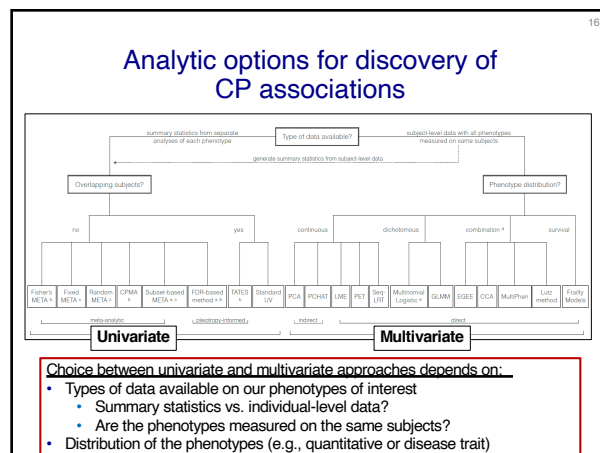 16
Analytic options for discovery of
CP associations
summary statistics from separate
analyses of each phenotype
Type of data available?
subject-level data with all phenotypes
measured on same subjects
generate summary statistics from subject-level data
Overlapping subjects?
Phenotype distribution?
no
yes
continuous
dichotomous
combination d
survival
Fisher's META b
Fixed META c
Random META c
CPMA b
Subset-based META a, c
FDR-based method a, b
TATES b
Standard UV
PCA
PCHAT
LME
PET
Seq-LRT
Multinomial Logistic
GLMM
EGEE
CCA
MultiPhen
Lutz method
Frailty Models
meta-analytic
pleiotropy-informed
indirect
direct
Univariate
Multivariate
Choice between univariate and multivariate approaches depends on:
• Types of data available on our phenotypes of interest
• Summary statistics vs. individual-level data?
• Are the phenotypes measured on the same subjects?
• Distribution of the phenotypes (e.g., quantitative or disease trait)